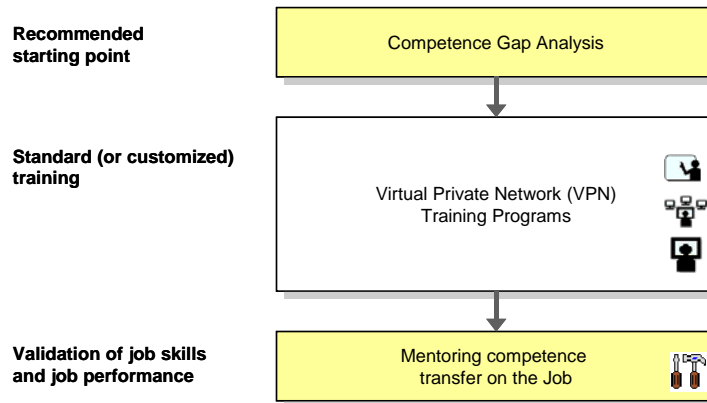 Recommended
starting point
Competence Gap Analysis
Standard (or customized)
training
Virtual Private Network (VPN)
Training Programs
Validation of job skills
and job performance
Mentoring competence
transfer on the Job